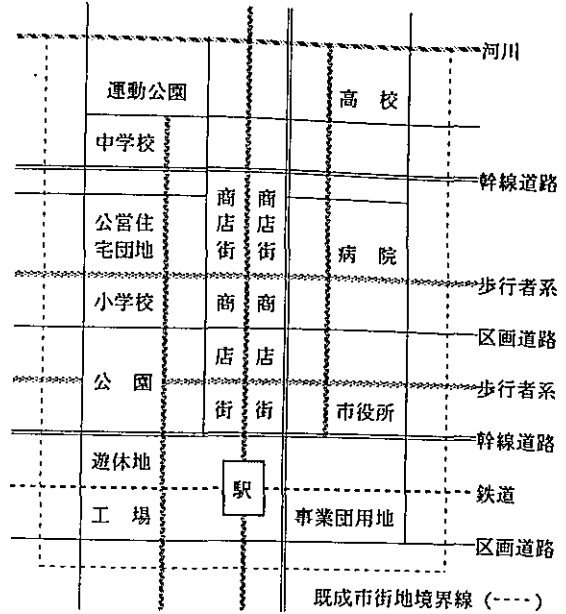 河川
運動公園
高校
中学校
幹線道路
商店街
商店街
公営住
宅団地
病院
歩行者系
小学校
商店街
商店街
区画道路
公園
歩行者系
市役所
幹線道路
遊休地
駅
鉄道
工場
事業団用地
区画道路
既成市街地境界線(----)